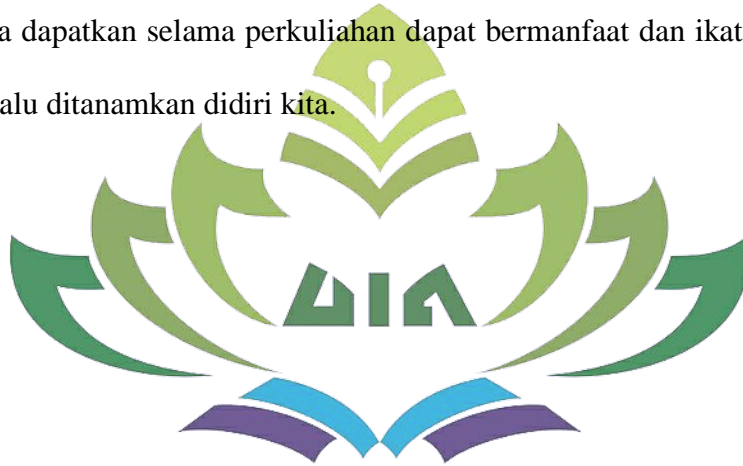 a dapatkan selama perkuliahan dapat bermanfaat dan ikat
alu ditanamkan didiri kita.